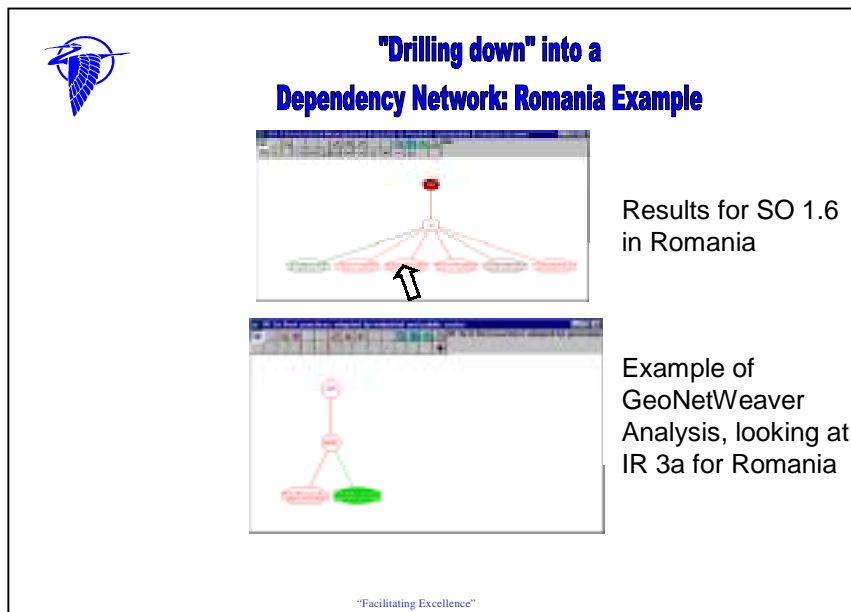 "Drilling down" into a
Dependency Network: Romania Example
Results for SO 1.6
in Romania
Example of
GeoNetWeaver
Analysis, looking at
IR 3a for Romania
"Facilitating Excellence"